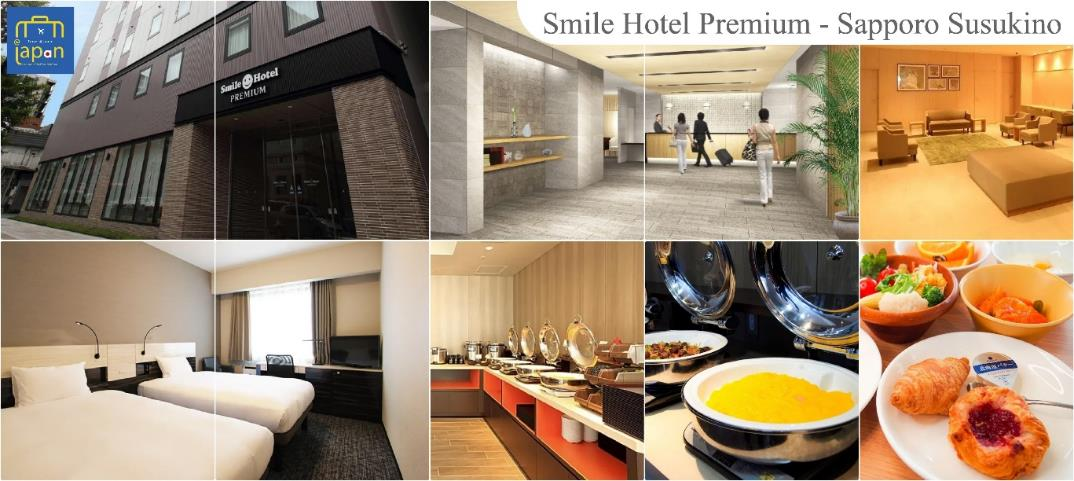 Smile Hotel Premium - Sapporo Susukino
japan
Smile Hotel
PREMIUM